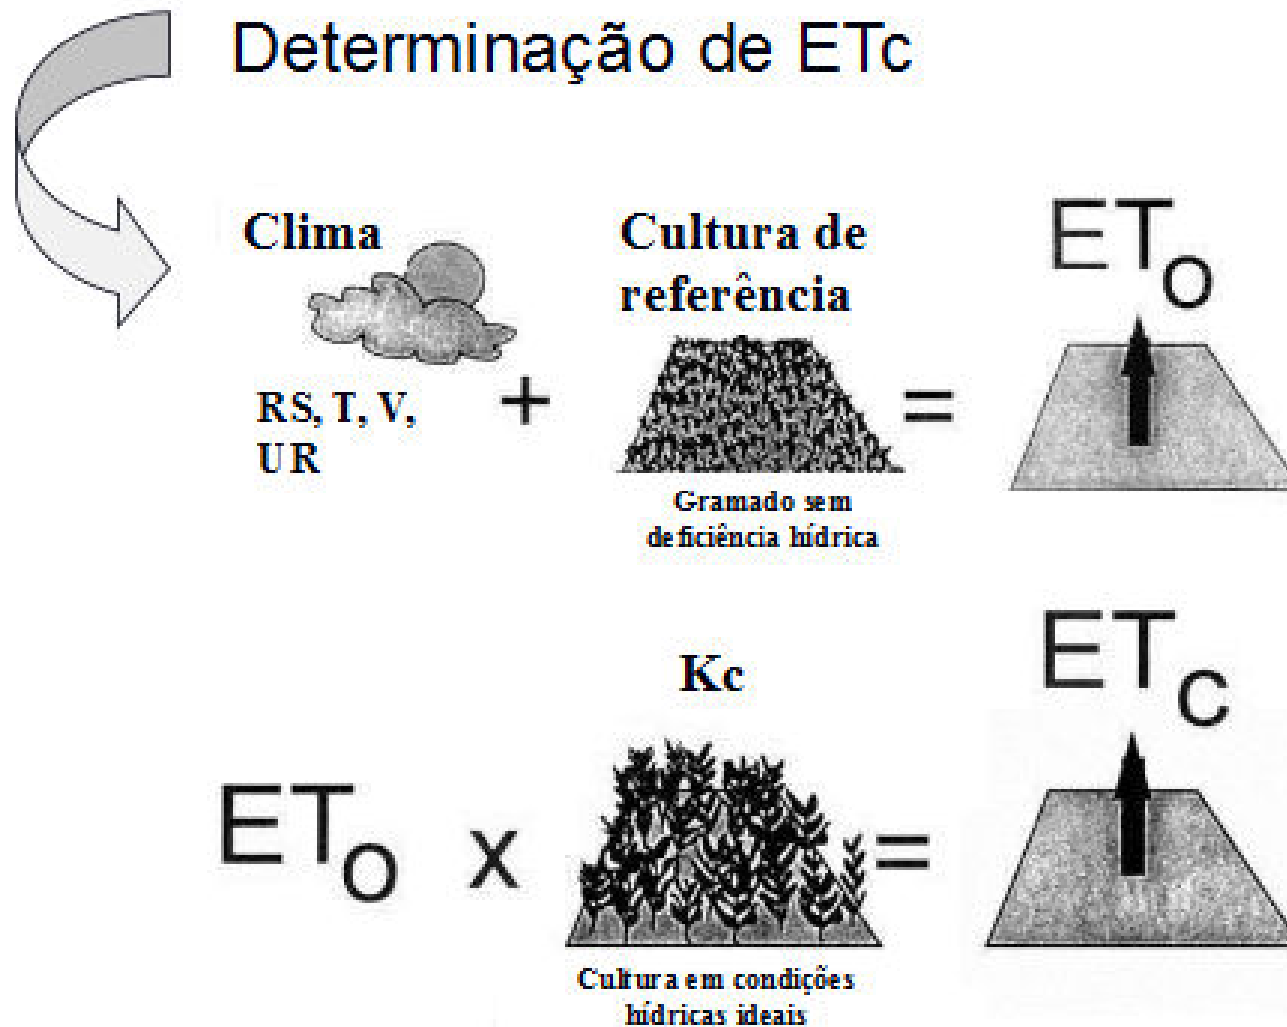 Determinação de ETc
Clima
RS, T, V,
UR
+
Cultura de
referência
Gramado sem
deficiência hídrica
=
ETO
ETO
x
Kc
Cultura em condições
hídricas ideais
=
ETC